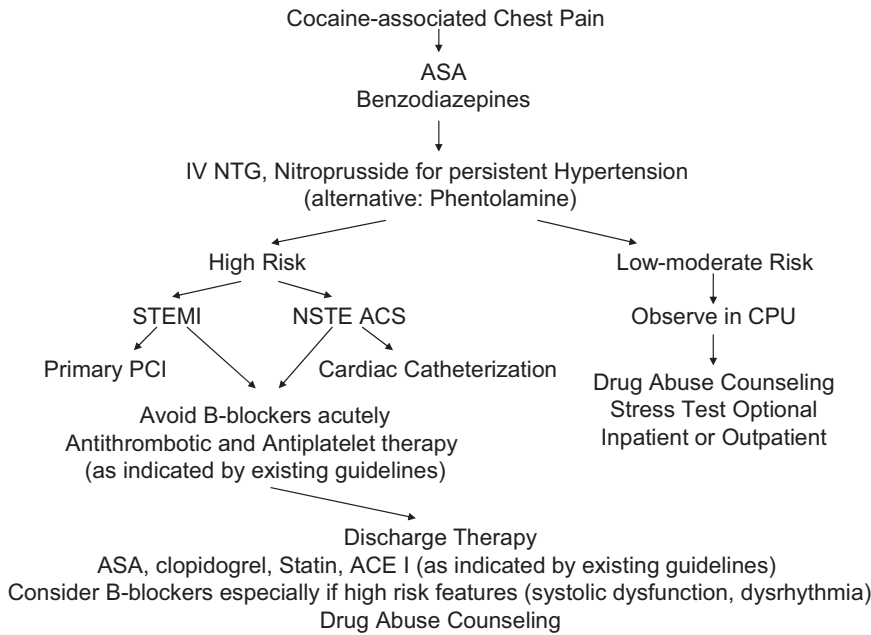 Cocaine-associated Chest Pain
ASA
Benzodiazepines
IV NTG, Nitroprusside for persistent Hypertension
(alternative: Phentolamine)
High Risk
Low-moderate Risk
STEMI
NSTE ACS
Observe in CPU
Primary PCI
Cardiac Catheterization
Drug Abuse Counseling
Stress Test Optional
Inpatient or Outpatient
Avoid B-blockers acutely
Antithrombotic and Antiplatelet therapy
(as indicated by existing guidelines)
Discharge Therapy
ASA, clopidogrel, Statin, ACE I (as indicated by existing guidelines)
Consider B-blockers especially if high risk features (systolic dysfunction, dysrhythmia)
Drug Abuse Counseling